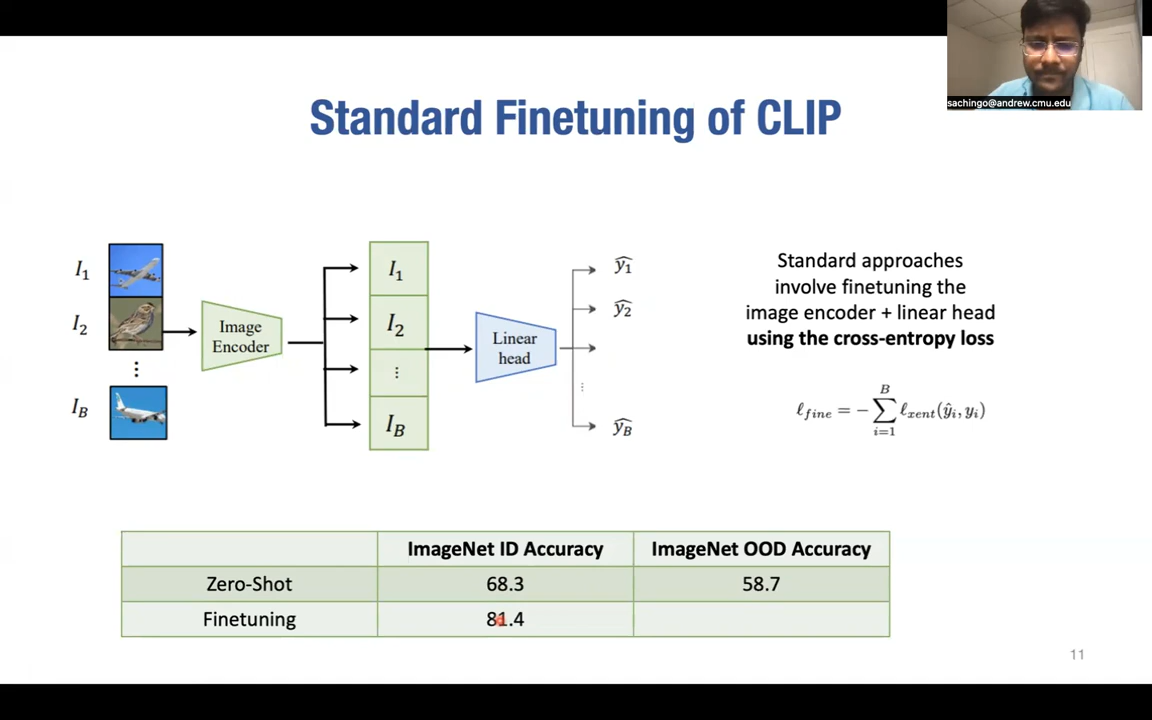 sachingo@andrew.cmu.edu
Standard Finetuning of CLIP
I₁
I₂
⋮
I_B
Image
Encoder
I₁
I₂
⋮
I_B
Linear
head
ŷ₁
ŷ₂
⋮
ŷ_B
Standard approaches
involve finetuning the
image encoder + linear head
using the cross-entropy loss
ℓ_fine = −∑_{i=1}^{B} ℓ_xent(ŷ_i, y_i)
ImageNet ID Accuracy ImageNet OOD Accuracy
Zero-Shot 68.3 58.7
Finetuning 81.4
11